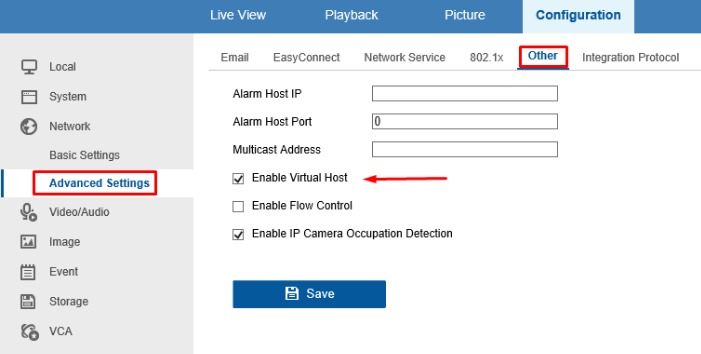 Live View Playback Picture Configuration
Local
System
Network
Basic Settings
Advanced Settings
Video/Audio
Image
Event
Storage
VCA
Email EasyConnect Network Service 802.1x Other Integration Protocol
Alarm Host IP
Alarm Host Port 0
Multicast Address
Enable Virtual Host
Enable Flow Control
Enable IP Camera Occupation Detection
Save